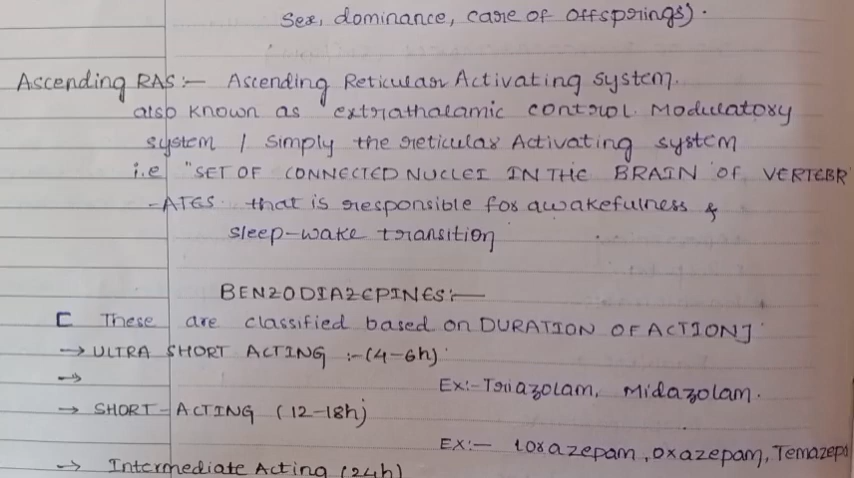 Sex, dominance, care of offsprings).
Ascending RAS:- Ascending Reticular Activating system.
also known as extrathalamic control Modulatory
system / simply the reticular Activating system
i.e "SET OF CONNECTED NUCLEI IN THE BRAIN OF VERTEBR
-ATES that is responsible for awakefulness &
sleep-wake transition
BENZODIAZEPINES:-
[ These are classified based on DURATION OF ACTION]
→ ULTRA SHORT ACTING :-(4-6h)
→ Ex:-Triazolam, Midazolam.
→ SHORT-ACTING (12-18h)
EX:- lorazepam, oxazepam, Temazepa
→ Intermediate Acting (24h)